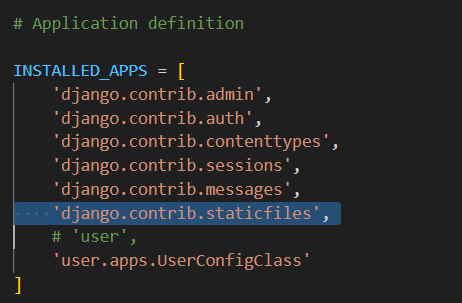 # Application definition
INSTALLED_APPS = [
'django.contrib.admin',
'django.contrib.auth',
'django.contrib.contenttypes',
'django.contrib.sessions',
'django.contrib.messages',
'django.contrib.staticfiles',
# 'user',
'user.apps.UserConfigClass'
]